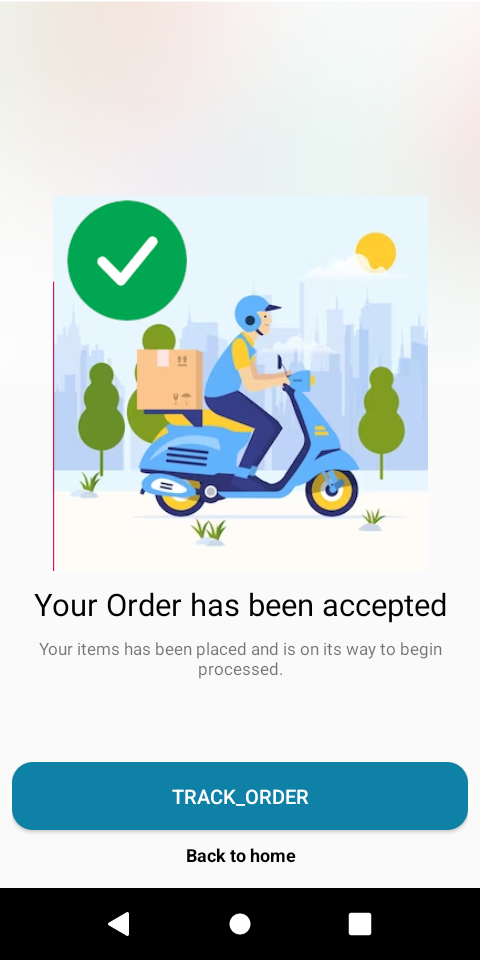 Your Order has been accepted
Your items has been placed and is on its way to begin
processed.
TRACK_ORDER
Back to home